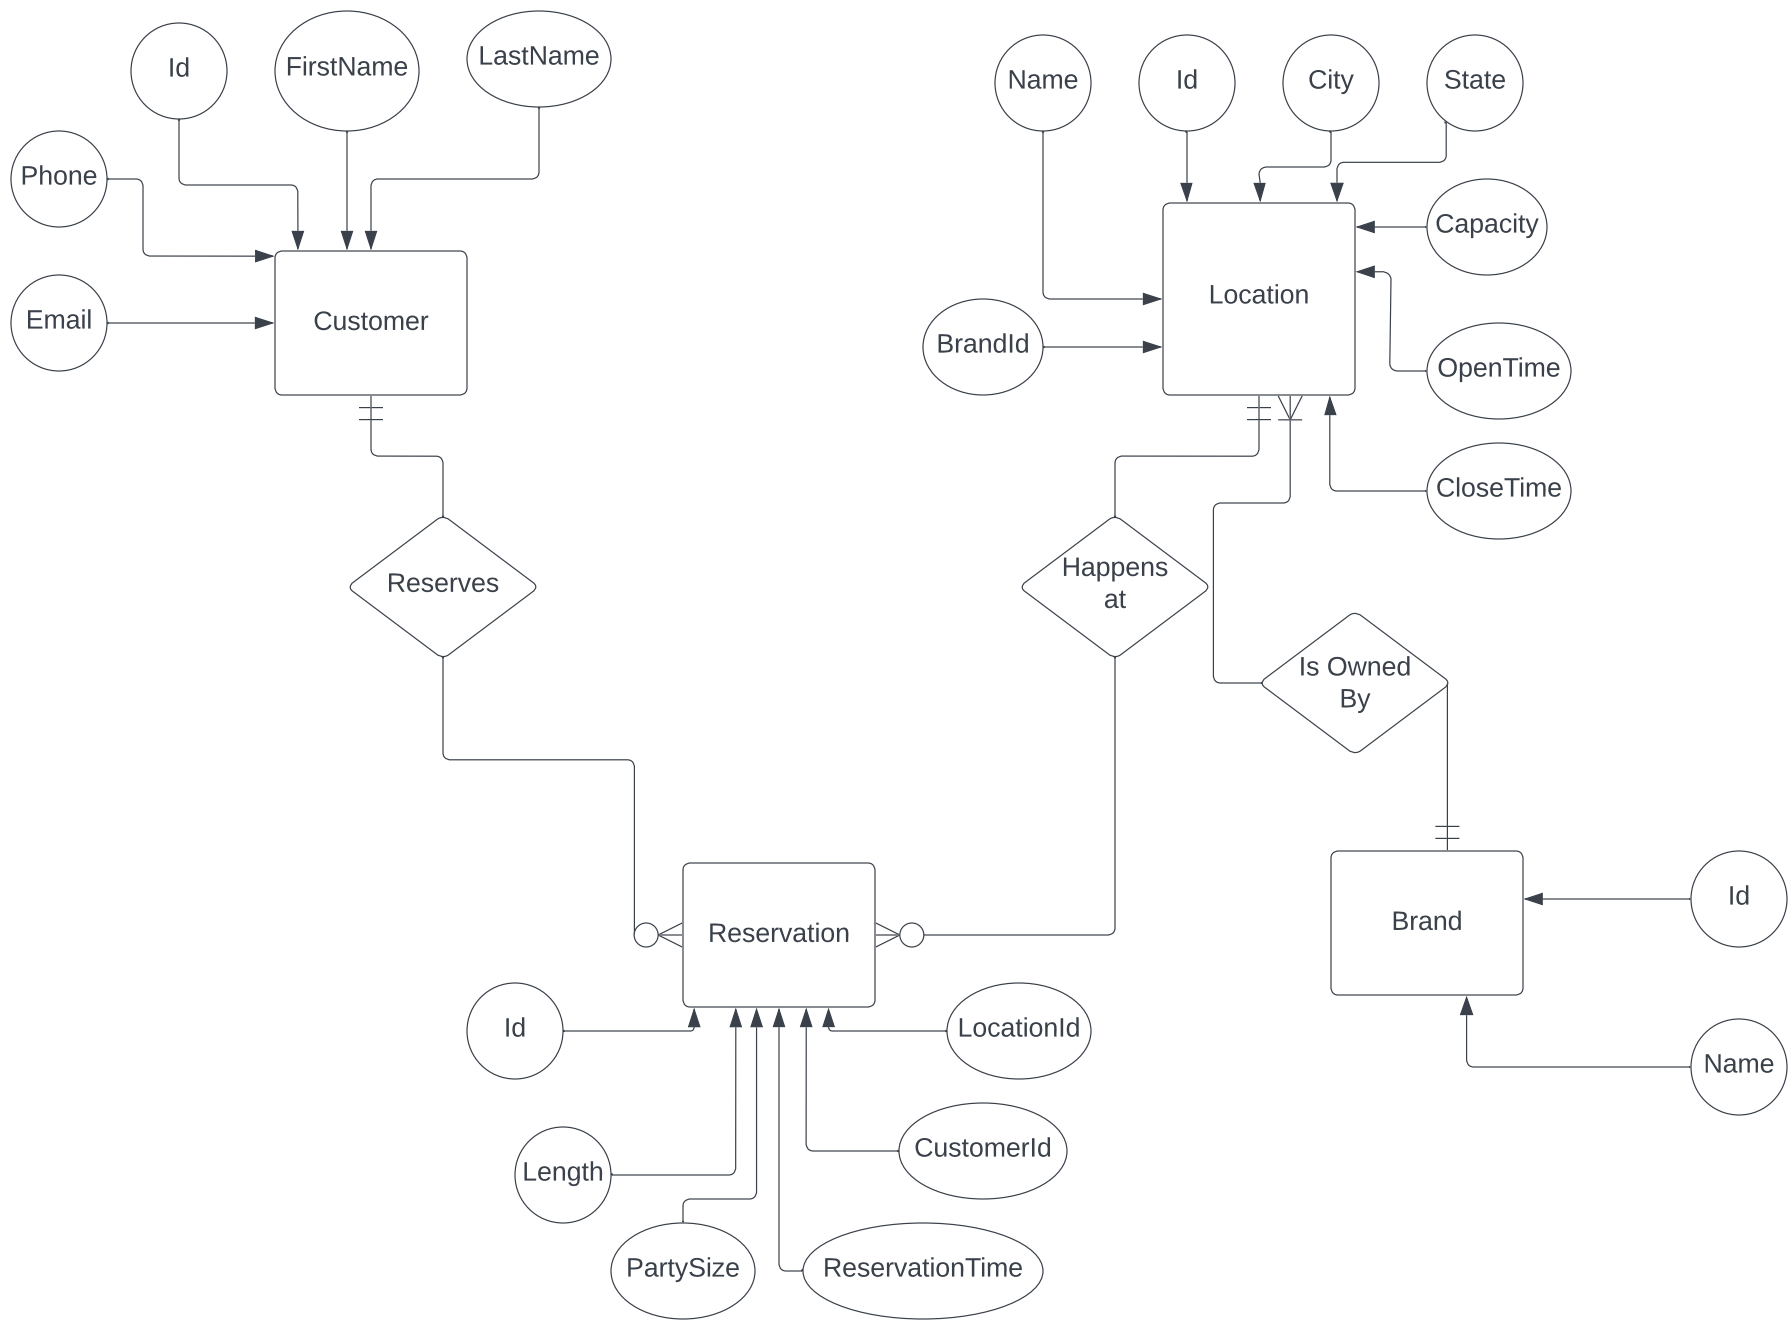 Id
FirstName
LastName
Name
Id
City
State
Phone
Capacity
Email
Customer
Location
BrandId
OpenTime
CloseTime
Reserves
Happens
at
Is Owned
By
Reservation
Brand
Id
Id
LocationId
Name
Length
CustomerId
PartySize
ReservationTime